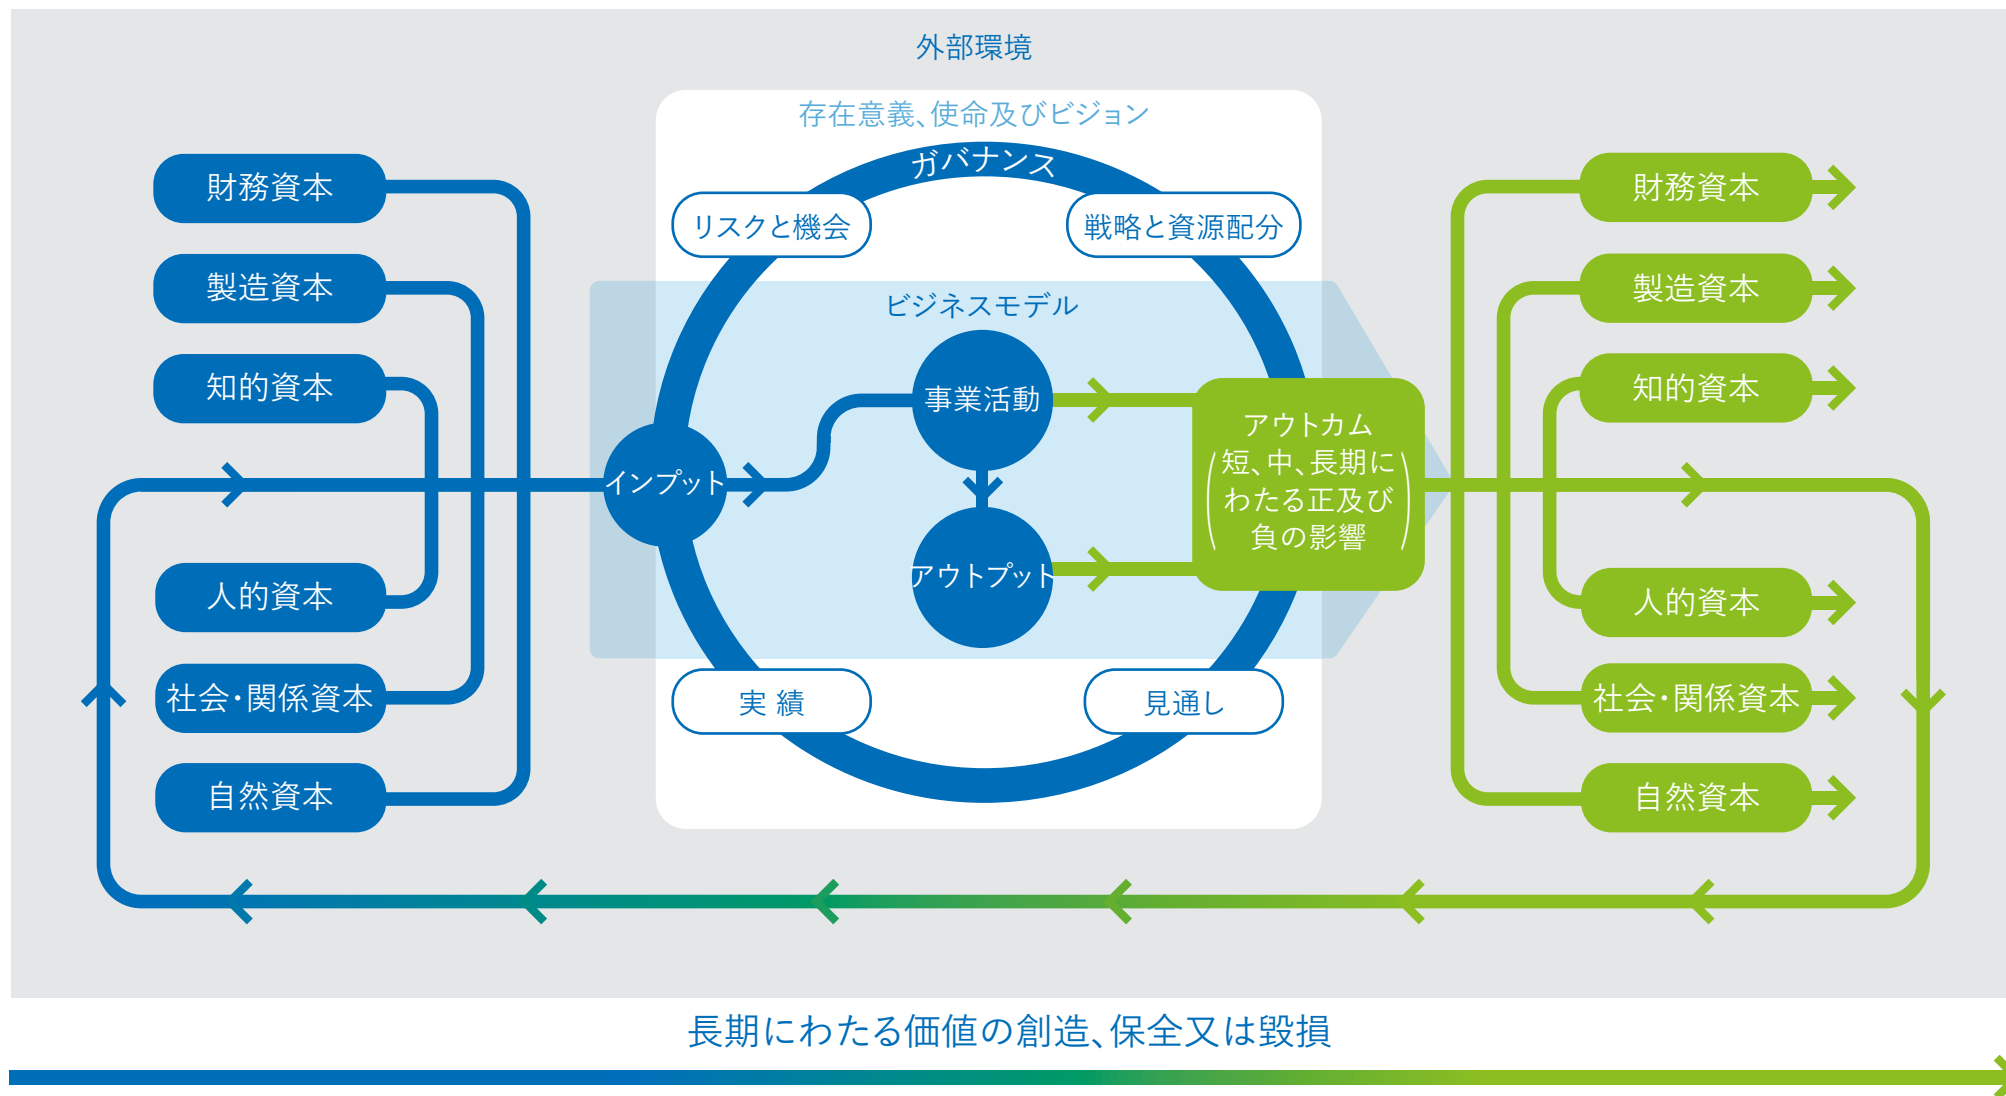 外部環境
存在意義、使命及びビジョン
ガバナンス
リスクと機会
戦略と資源配分
ビジネスモデル
財務資本
製造資本
知的資本
人的資本
社会・関係資本
自然資本
インプット
事業活動
アウトプット
アウトカム
(短、中、長期に
わたる正及び
負の影響)
実 績
見通し
財務資本
製造資本
知的資本
人的資本
社会・関係資本
自然資本
長期にわたる価値の創造、保全又は毀損